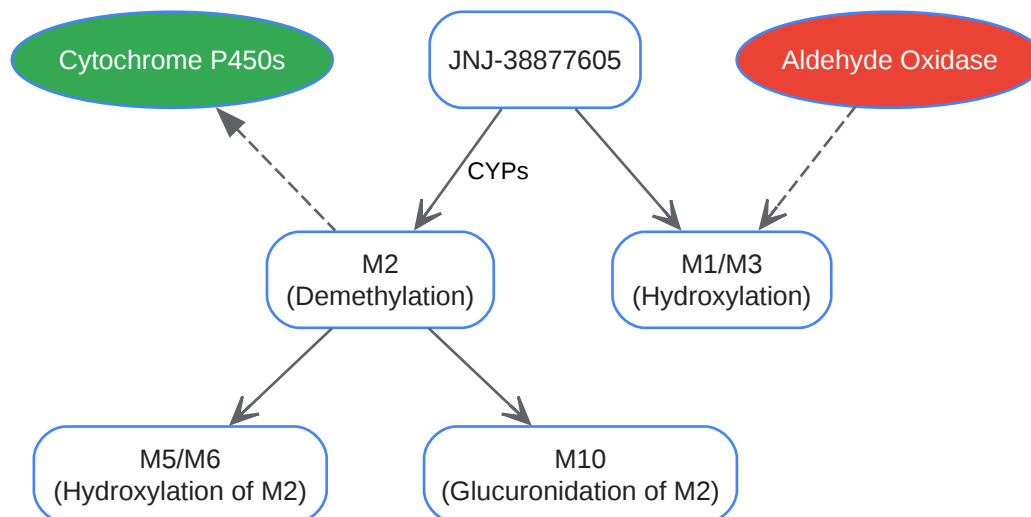 Cytochrome P450s
JNJ-38877605
Aldehyde Oxidase
CYPs
M2
(Demethylation)
M1/M3
(Hydroxylation)
M5/M6
(Hydroxylation of M2)
M10
(Glucuronidation of M2)